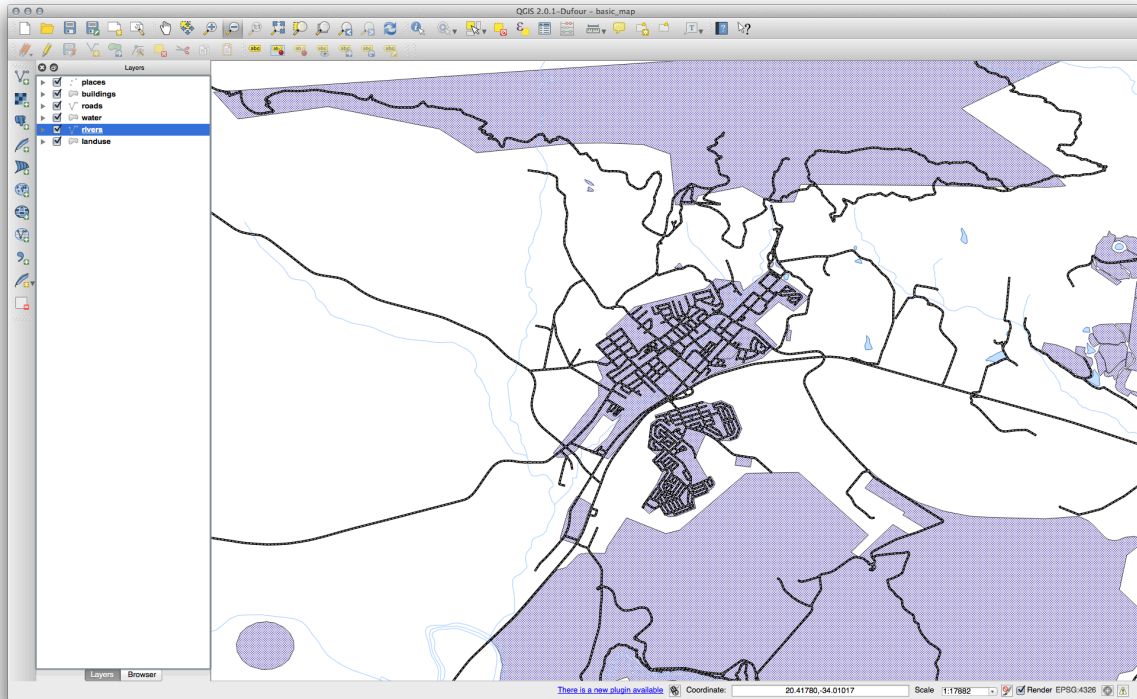 QGIS 2.0.1-Dufour - basic_map
Layers
places
buildings
roads
water
rivers
landuse
Layers Browser
There is a new plugin available Coordinate: 20.41780,-34.01017 Scale 1:17882 Render EPSG:4326